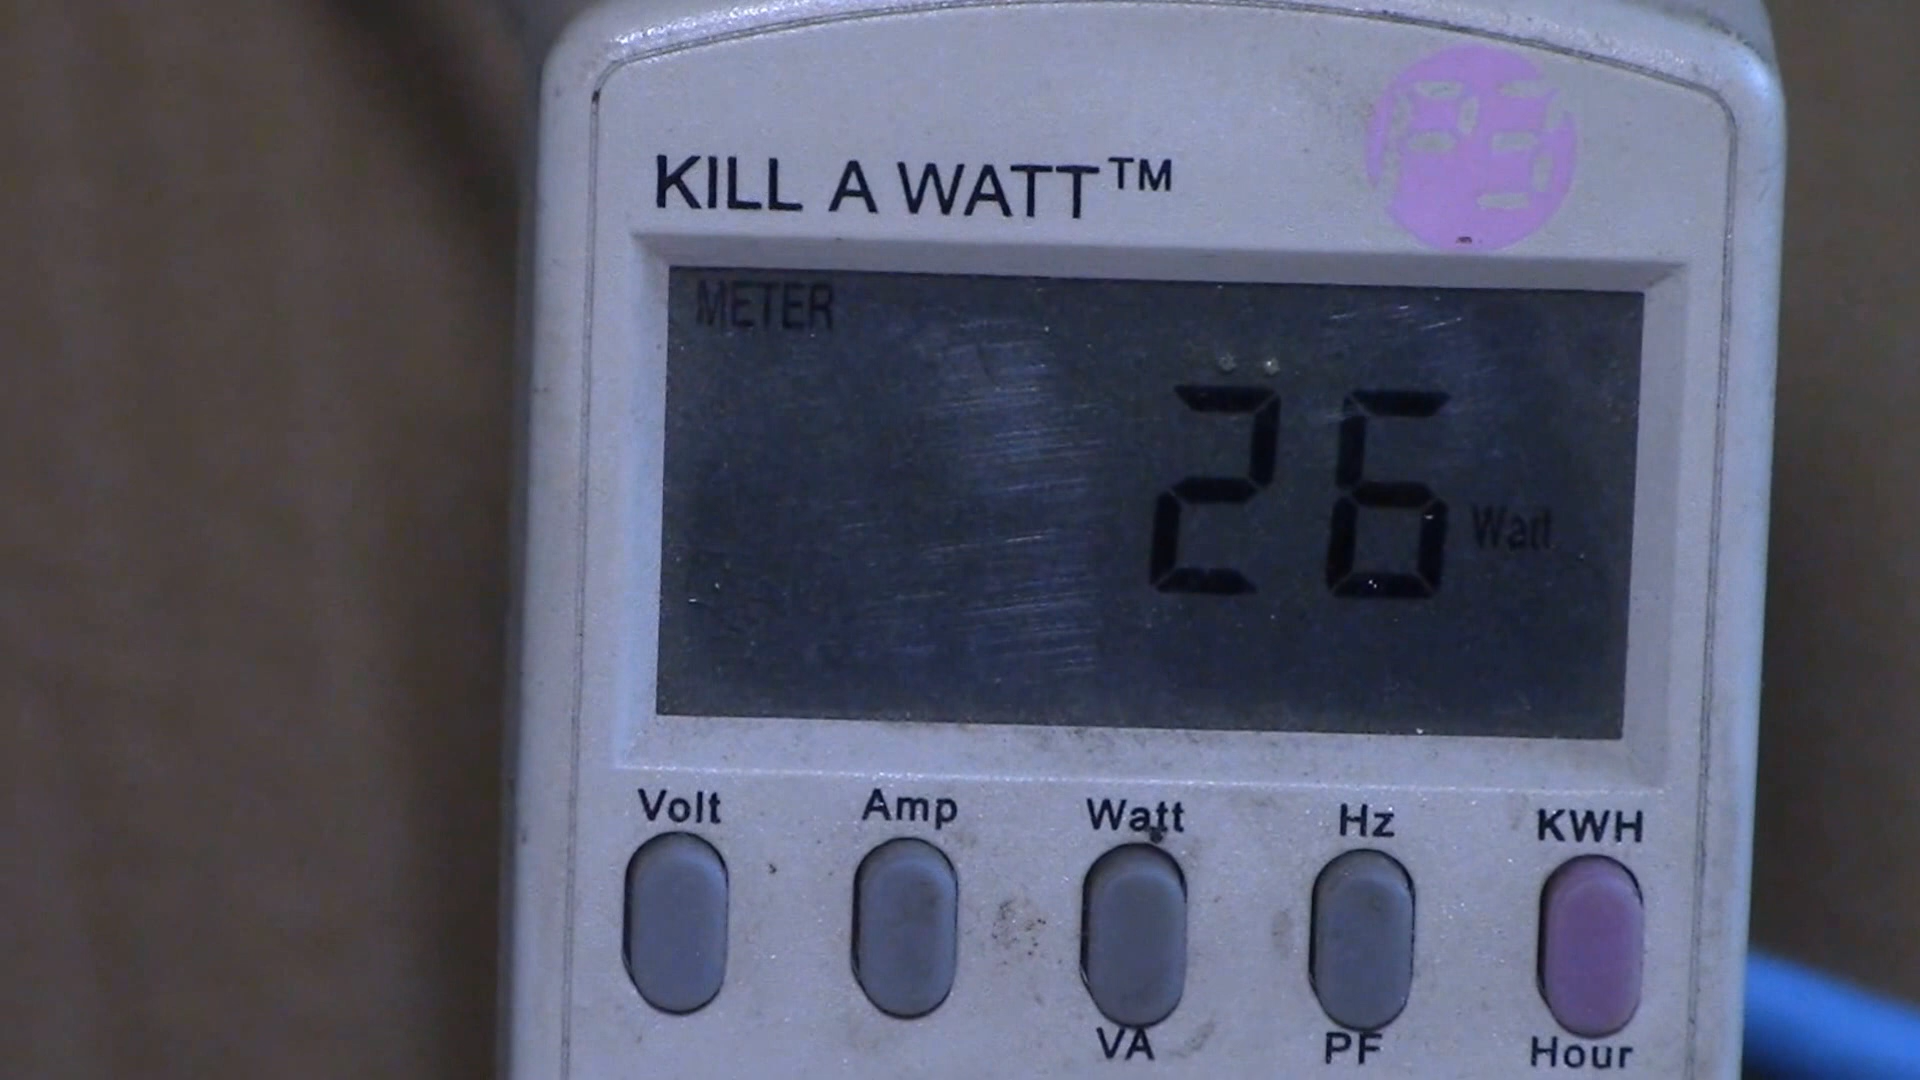 KILL A WATT™
METER
26 Watt
Volt Amp Watt Hz KWH
VA PF Hour